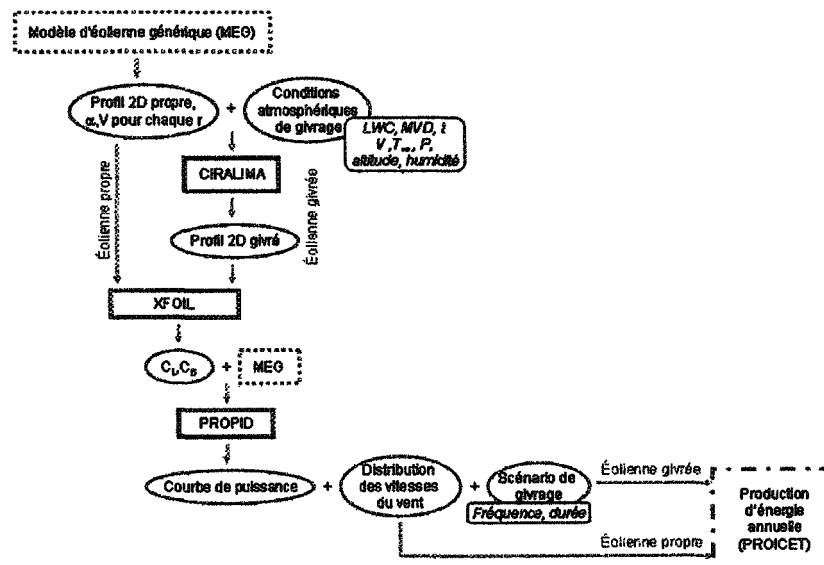 Modèle d'éolienne générique (MEG)
Profil 2D propre,
α,V pour chaque r
+
Conditions
atmosphériques
de givrage
LWC, MVD, t
V ,T∞, P,
altitude, humidité
CIRALIMA
Éolienne propre
Éolienne givrée
Profil 2D givré
XFOIL
CL,CD
+
MEG
PROPID
Courbe de puissance
+
Distribution
des vitesses
du vent
+
Scénario de
givrage
Fréquence, durée
Éolienne givrée
Éolienne propre
Production
d'énergie
annuelle
(PROICET)